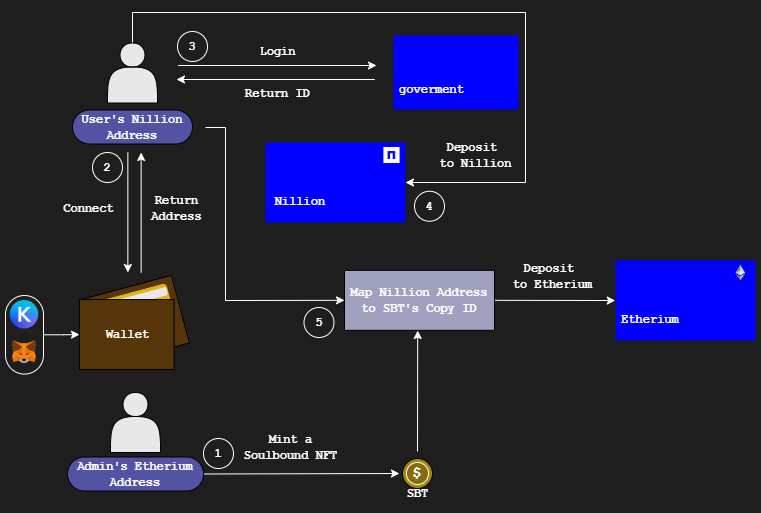 3
Login
Return ID
goverment
User's Nillion
Address
2
Connect
Return
Address
Deposit
to Nillion
Nillion
4
Map Nillion Address
to SBT's Copy ID
5
Deposit
to Etherium
Etherium
K
Wallet
Admin's Etherium
Address
1
Mint a
Soulbound NFT
$
SBT